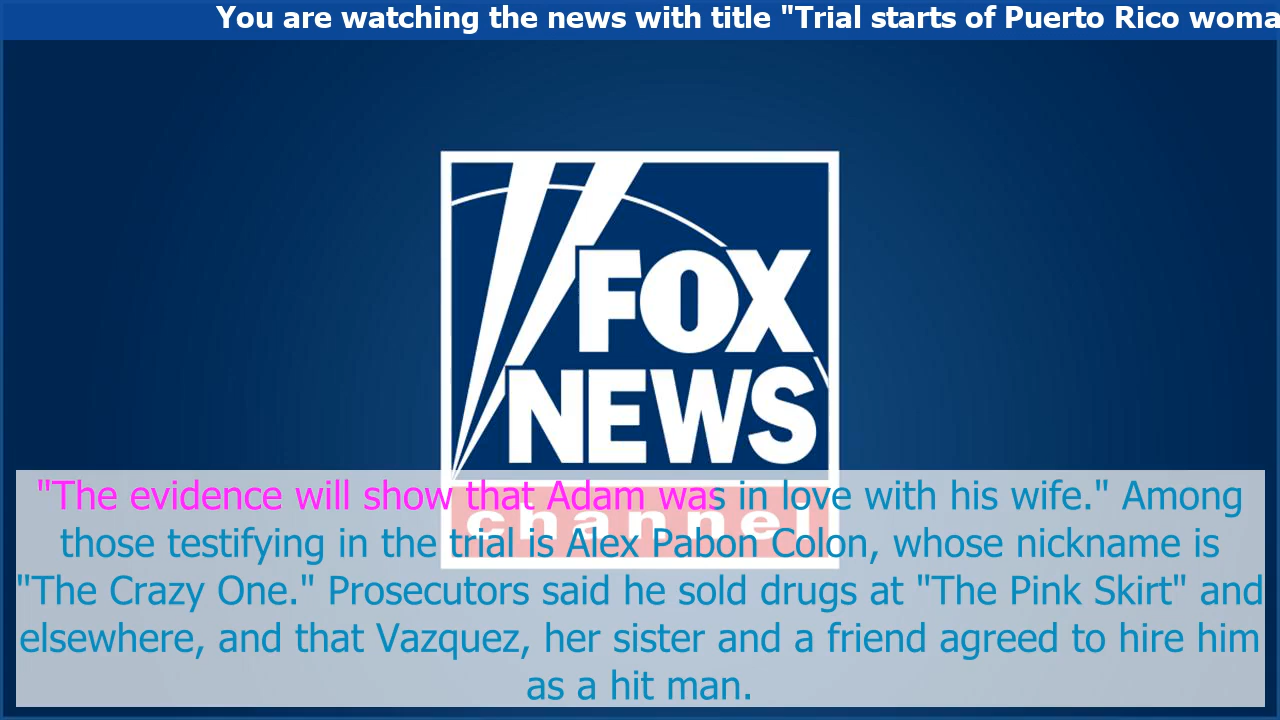 You are watching the news with title "Trial starts of Puerto Rico woma
FOX
NEWS
channel
"The evidence will show that Adam was in love with his wife." Among
those testifying in the trial is Alex Pabon Colon, whose nickname is
"The Crazy One." Prosecutors said he sold drugs at "The Pink Skirt" and
elsewhere, and that Vazquez, her sister and a friend agreed to hire him
as a hit man.